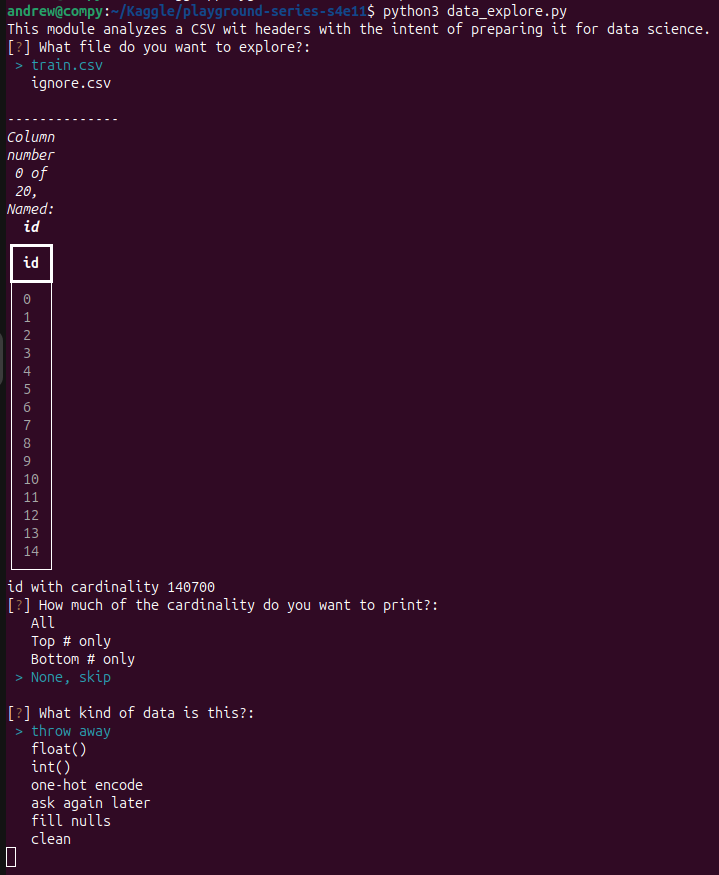 andrew@compy:~/Kaggle/playground-series-s4e11$ python3 data_explore.py
This module analyzes a CSV wit headers with the intent of preparing it for data science.
[?] What file do you want to explore?:
> train.csv
ignore.csv
--------------
Column
number
0 of
20,
Named:
id
id
0
1
2
3
4
5
6
7
8
9
10
11
12
13
14
id with cardinality 140700
[?] How much of the cardinality do you want to print?:
All
Top # only
Bottom # only
> None, skip
[?] What kind of data is this?:
> throw away
float()
int()
one-hot encode
ask again later
fill nulls
clean